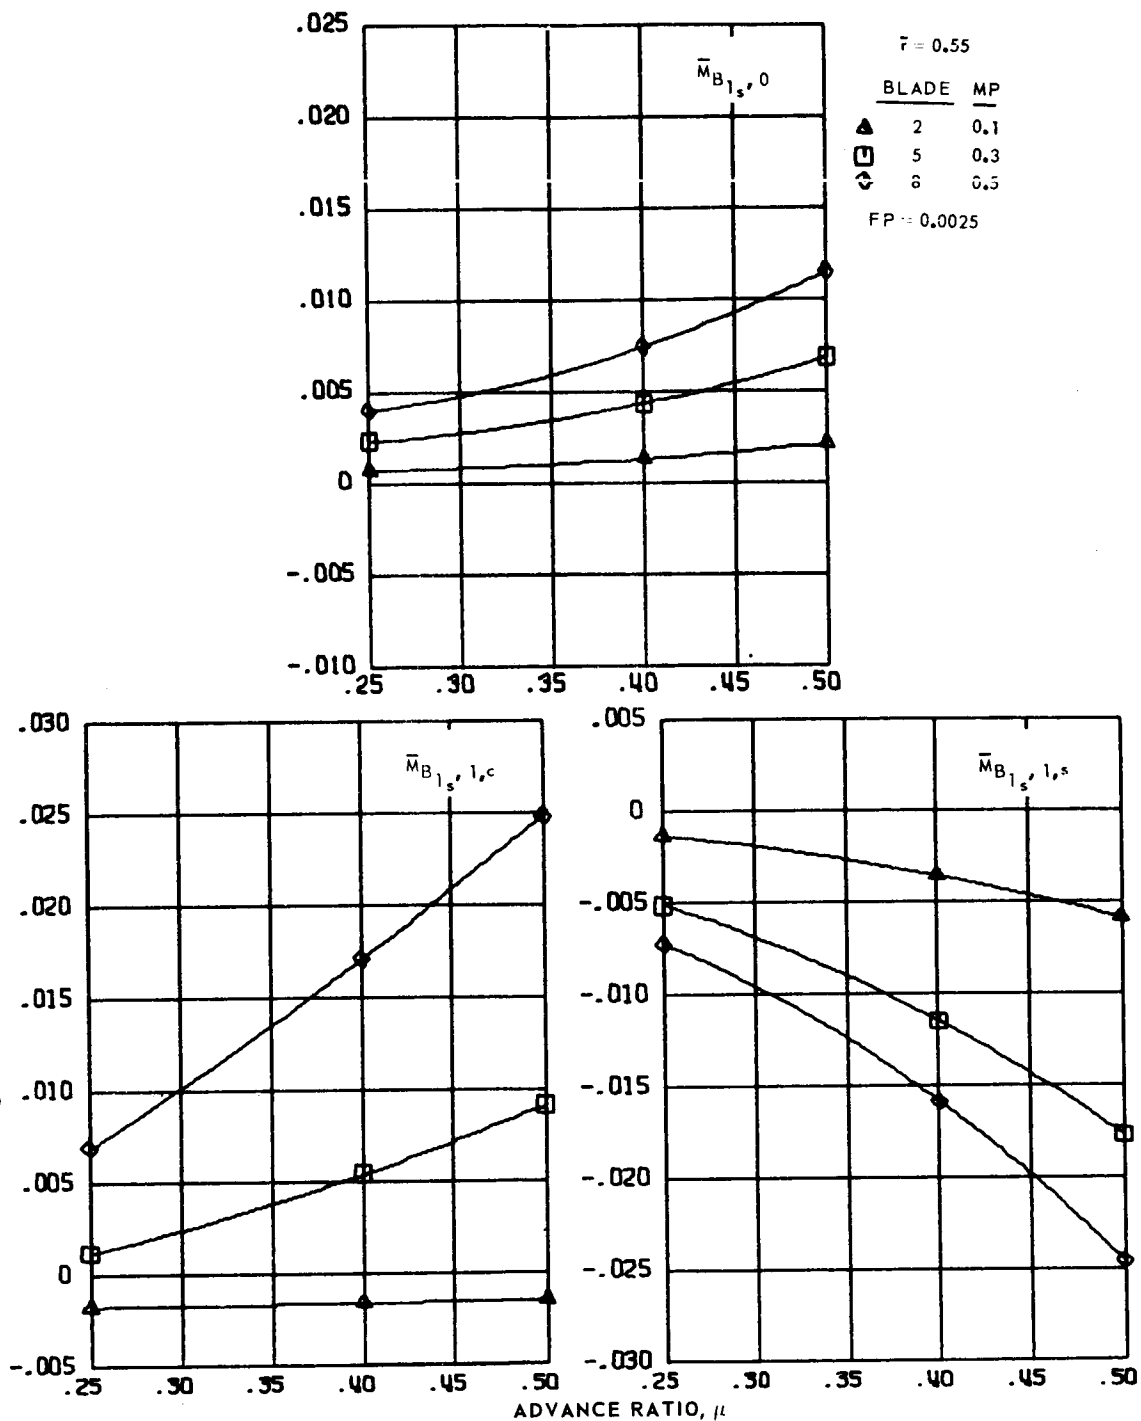 .025
.020
.015
.010
.005
0
-.005
-.010
.25 .30 .35 .40 .45 .50
M̄B1s, 0
r̄ = 0.55
BLADE MP
2 0.1
5 0.3
8 0.5
FP = 0.0025
.030
.025
.020
.015
.010
.005
0
-.005
.25 .30 .35 .40 .45 .50
M̄B1s, 1,c
.005
0
-.005
-.010
-.015
-.020
-.025
-.030
.25 .30 .35 .40 .45 .50
M̄B1s, 1,s
ADVANCE RATIO, μ